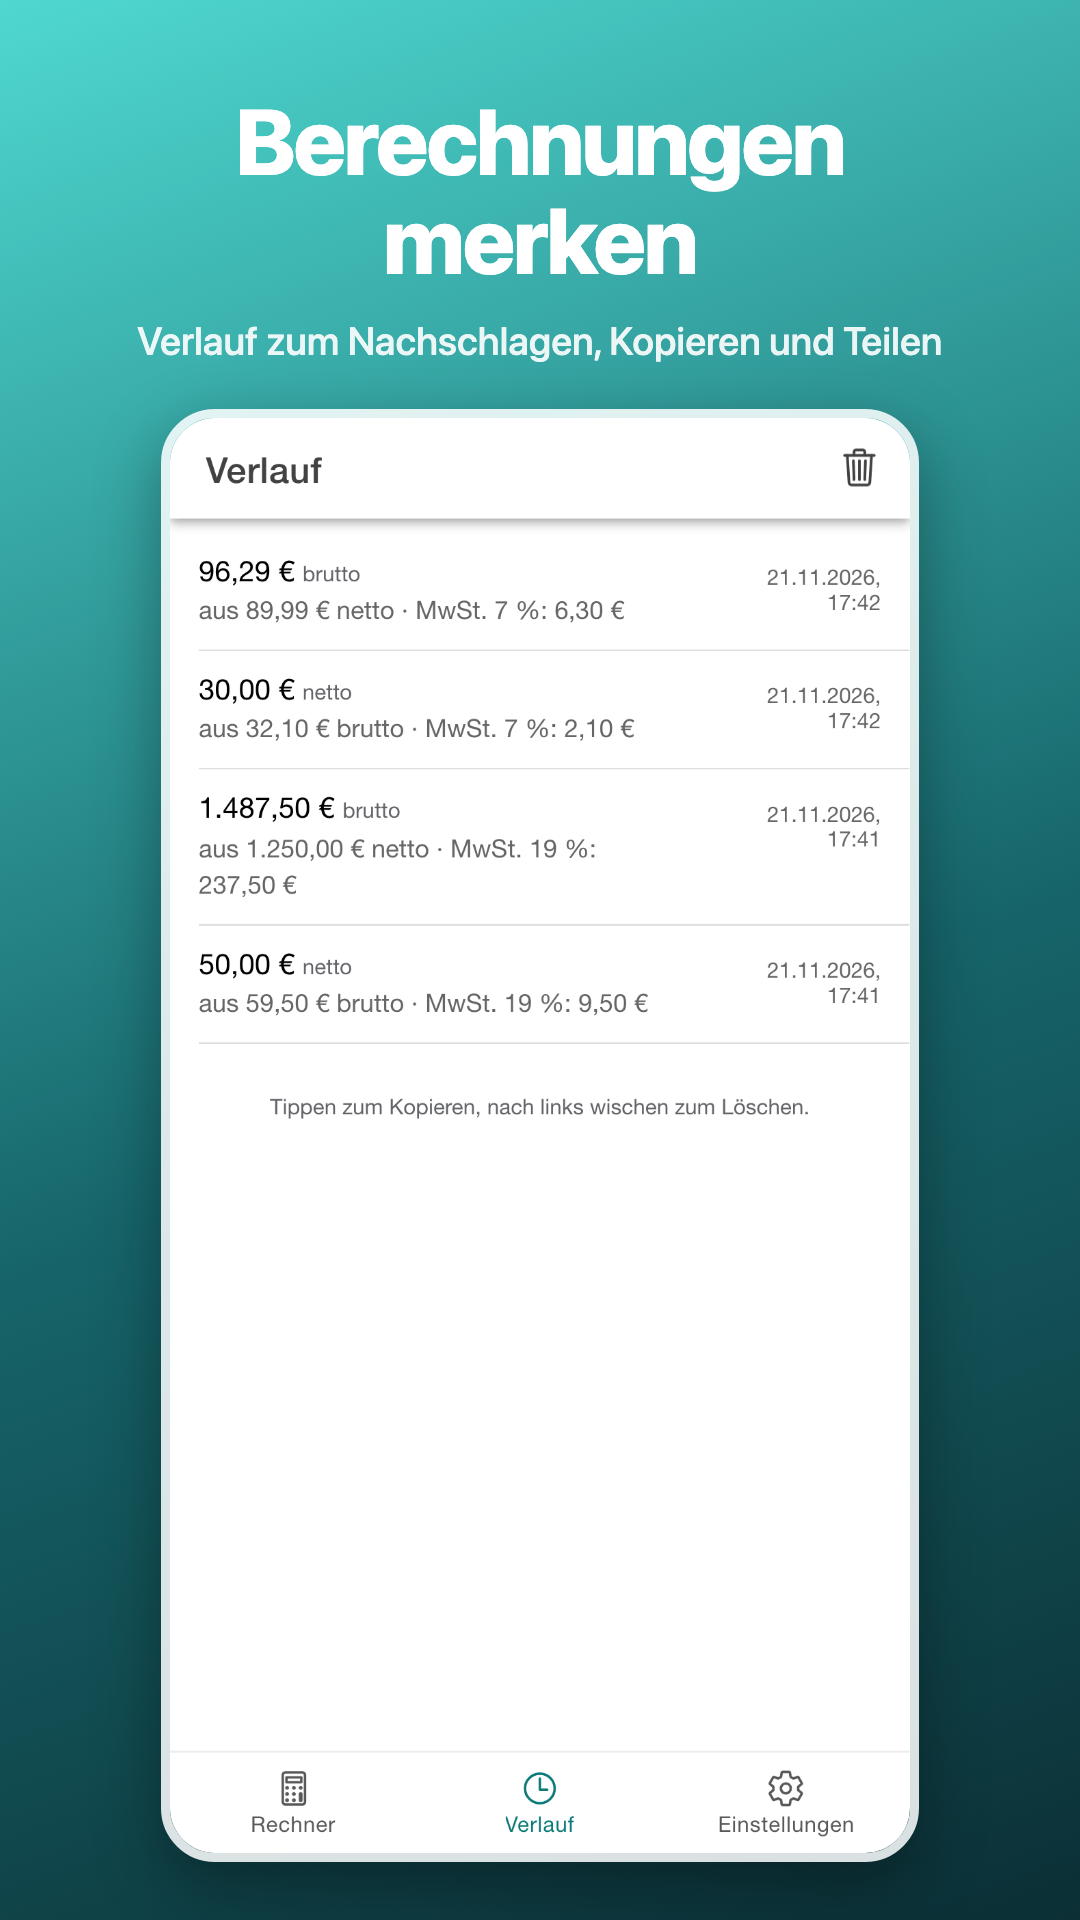 Berechnungen
merken
Verlauf zum Nachschlagen, Kopieren und Teilen
Verlauf
96,29 € brutto
aus 89,99 € netto · MwSt. 7 %: 6,30 €
21.11.2026,
17:42
30,00 € netto
aus 32,10 € brutto · MwSt. 7 %: 2,10 €
21.11.2026,
17:42
1.487,50 € brutto
aus 1.250,00 € netto · MwSt. 19 %:
237,50 €
21.11.2026,
17:41
50,00 € netto
aus 59,50 € brutto · MwSt. 19 %: 9,50 €
21.11.2026,
17:41
Tippen zum Kopieren, nach links wischen zum Löschen.
Rechner
Verlauf
Einstellungen